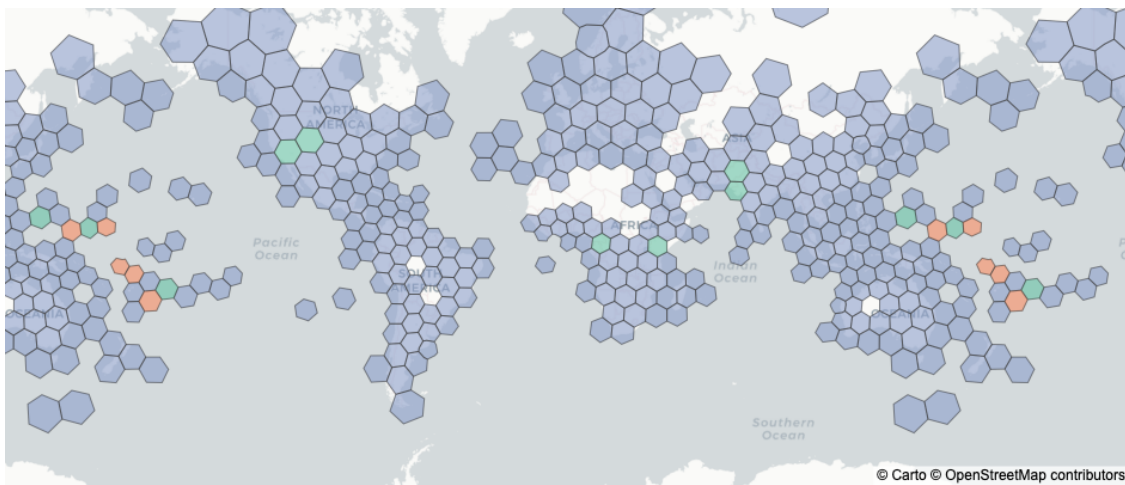 NORTH
AMERICA
ASIA
AFRICA
Pacific
Ocean
Indian
Ocean
SOUTH
AMERICA
OCEANIA
OCEANIA
Southern
Ocean
© Carto © OpenStreetMap contributors